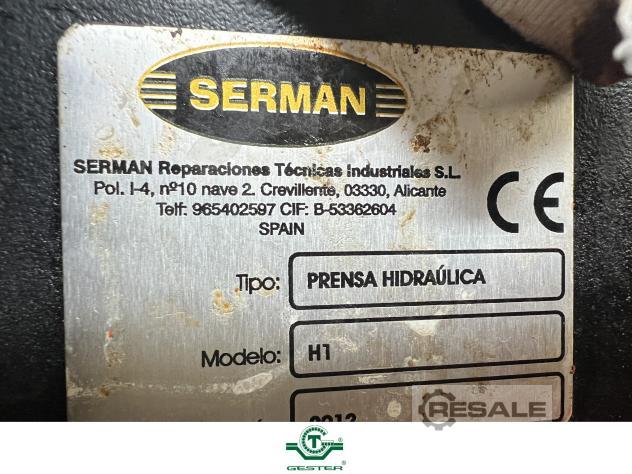 SERMAN
SERMAN Reparaciones Técnicas Industriales S.L.
Pol. I-4, nº10 nave 2. Crevillente, 03330, Alicante
Telf: 965402597 CIF: B-53362604
SPAIN
CE
Tipo: PRENSA HIDRAÚLICA
Modelo: H1
RESALE
GESTER